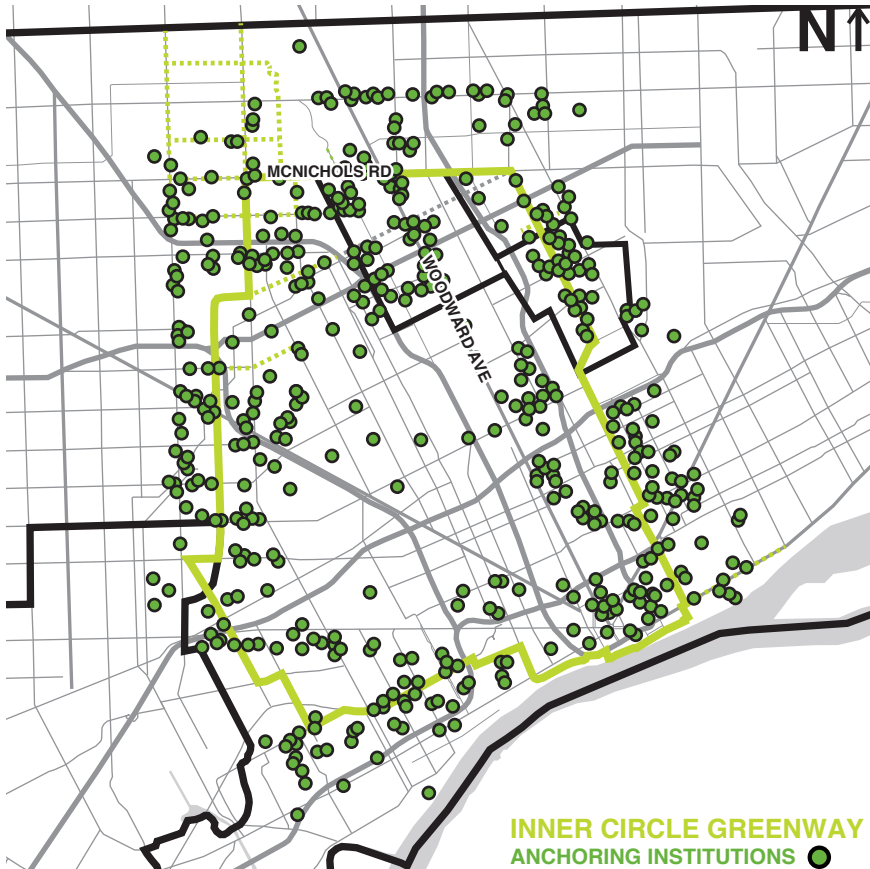 N
MCNICHOLS RD
WOODWARD AVE
INNER CIRCLE GREENWAY
ANCHORING INSTITUTIONS